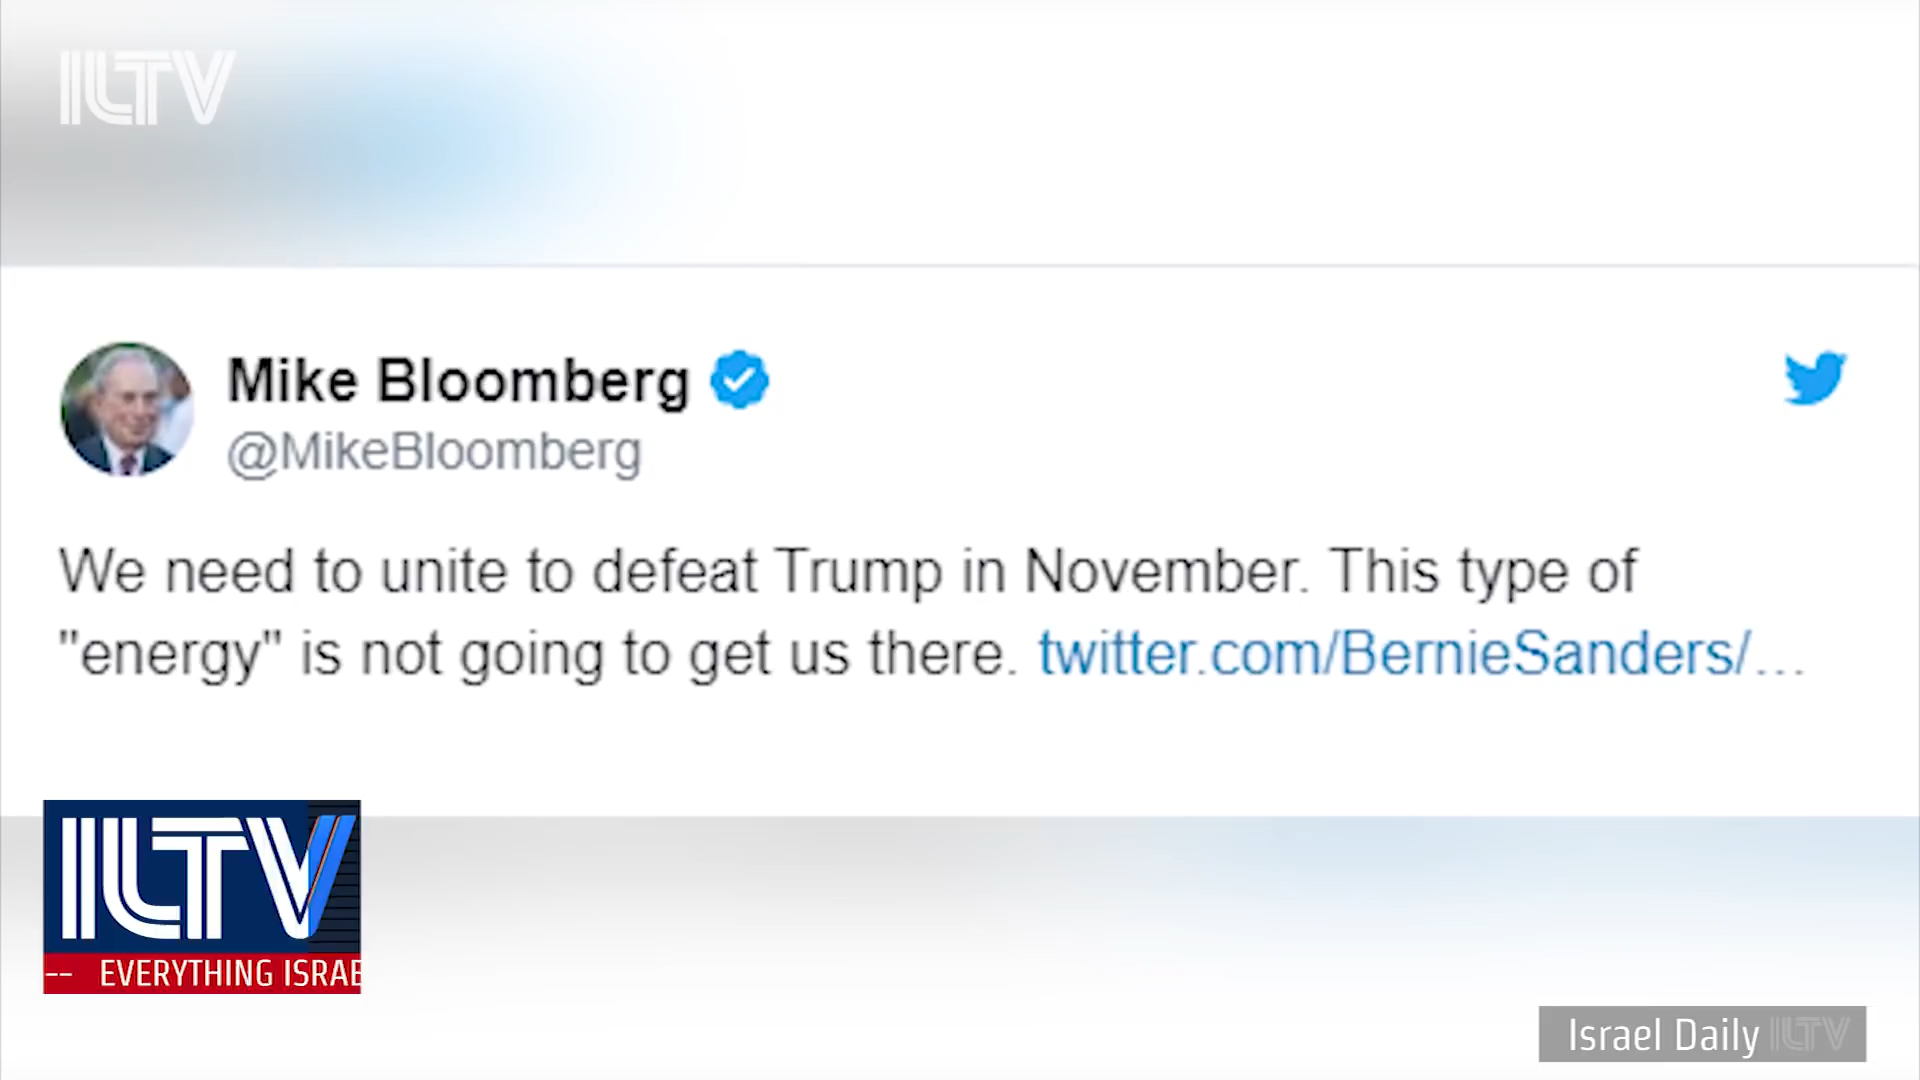 ILTV
Mike Bloomberg
@MikeBloomberg
We need to unite to defeat Trump in November. This type of
"energy" is not going to get us there. twitter.com/BernieSanders/...
ILTV
-- EVERYTHING ISRAE
Israel Daily ILTV